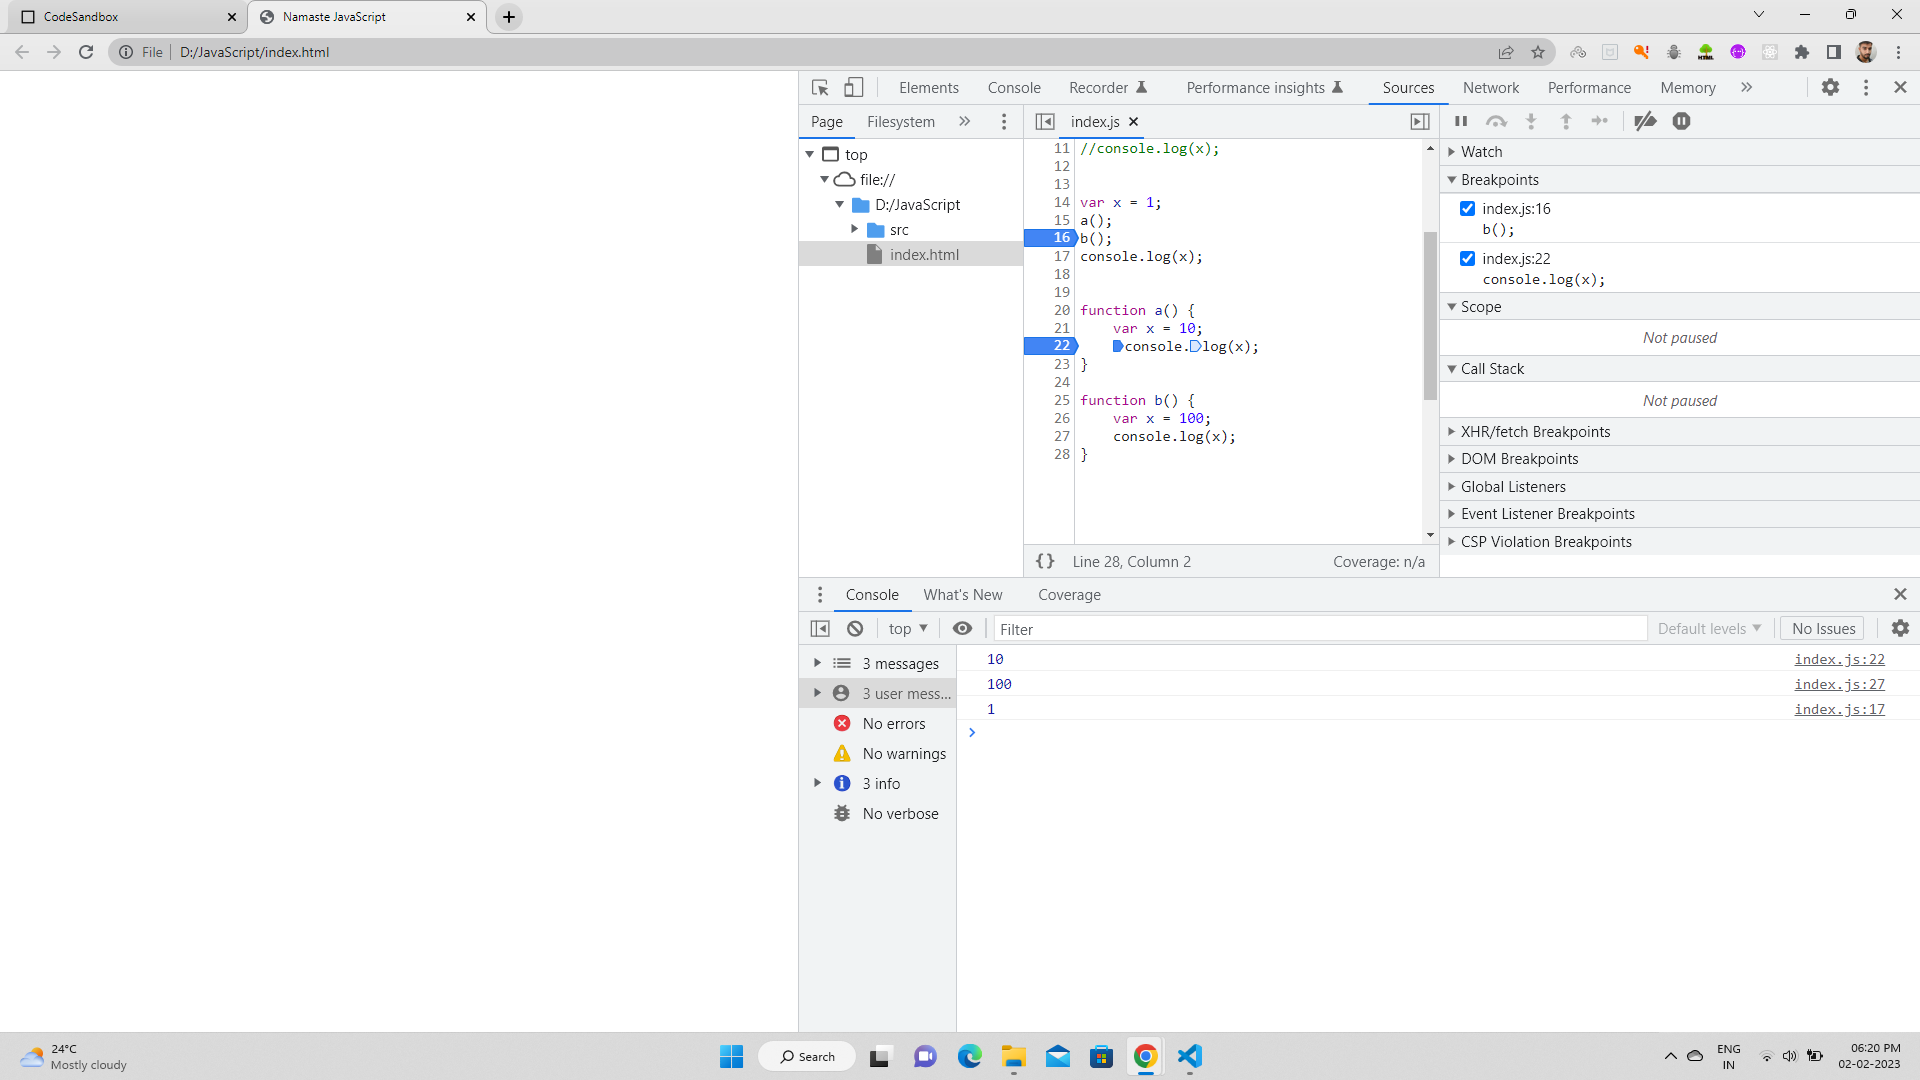 CodeSandbox
Namaste JavaScript
File D:/JavaScript/index.html
Elements Console Recorder Performance insights Sources Network Performance Memory
Page Filesystem
index.js
top
file://
D:/JavaScript
src
index.html
11 //console.log(x);
12
13
14 var x = 1;
15 a();
16 b();
17 console.log(x);
18
19
20 function a() {
21 var x = 10;
22 console.log(x);
23 }
24
25 function b() {
26 var x = 100;
27 console.log(x);
28 }
{} Line 28, Column 2 Coverage: n/a
Watch
Breakpoints
index.js:16
b();
index.js:22
console.log(x);
Scope
Not paused
Call Stack
Not paused
XHR/fetch Breakpoints
DOM Breakpoints
Global Listeners
Event Listener Breakpoints
CSP Violation Breakpoints
Console What's New Coverage
top Filter Default levels No Issues
3 messages
3 user mess...
No errors
No warnings
3 info
No verbose
10 index.js:22
100 index.js:27
1 index.js:17
24°C
Mostly cloudy
Search
ENG
IN
06:20 PM
02-02-2023